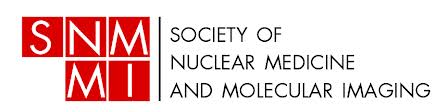 SNM
MI
SOCIETY OF
NUCLEAR MEDICINE
AND MOLECULAR IMAGING